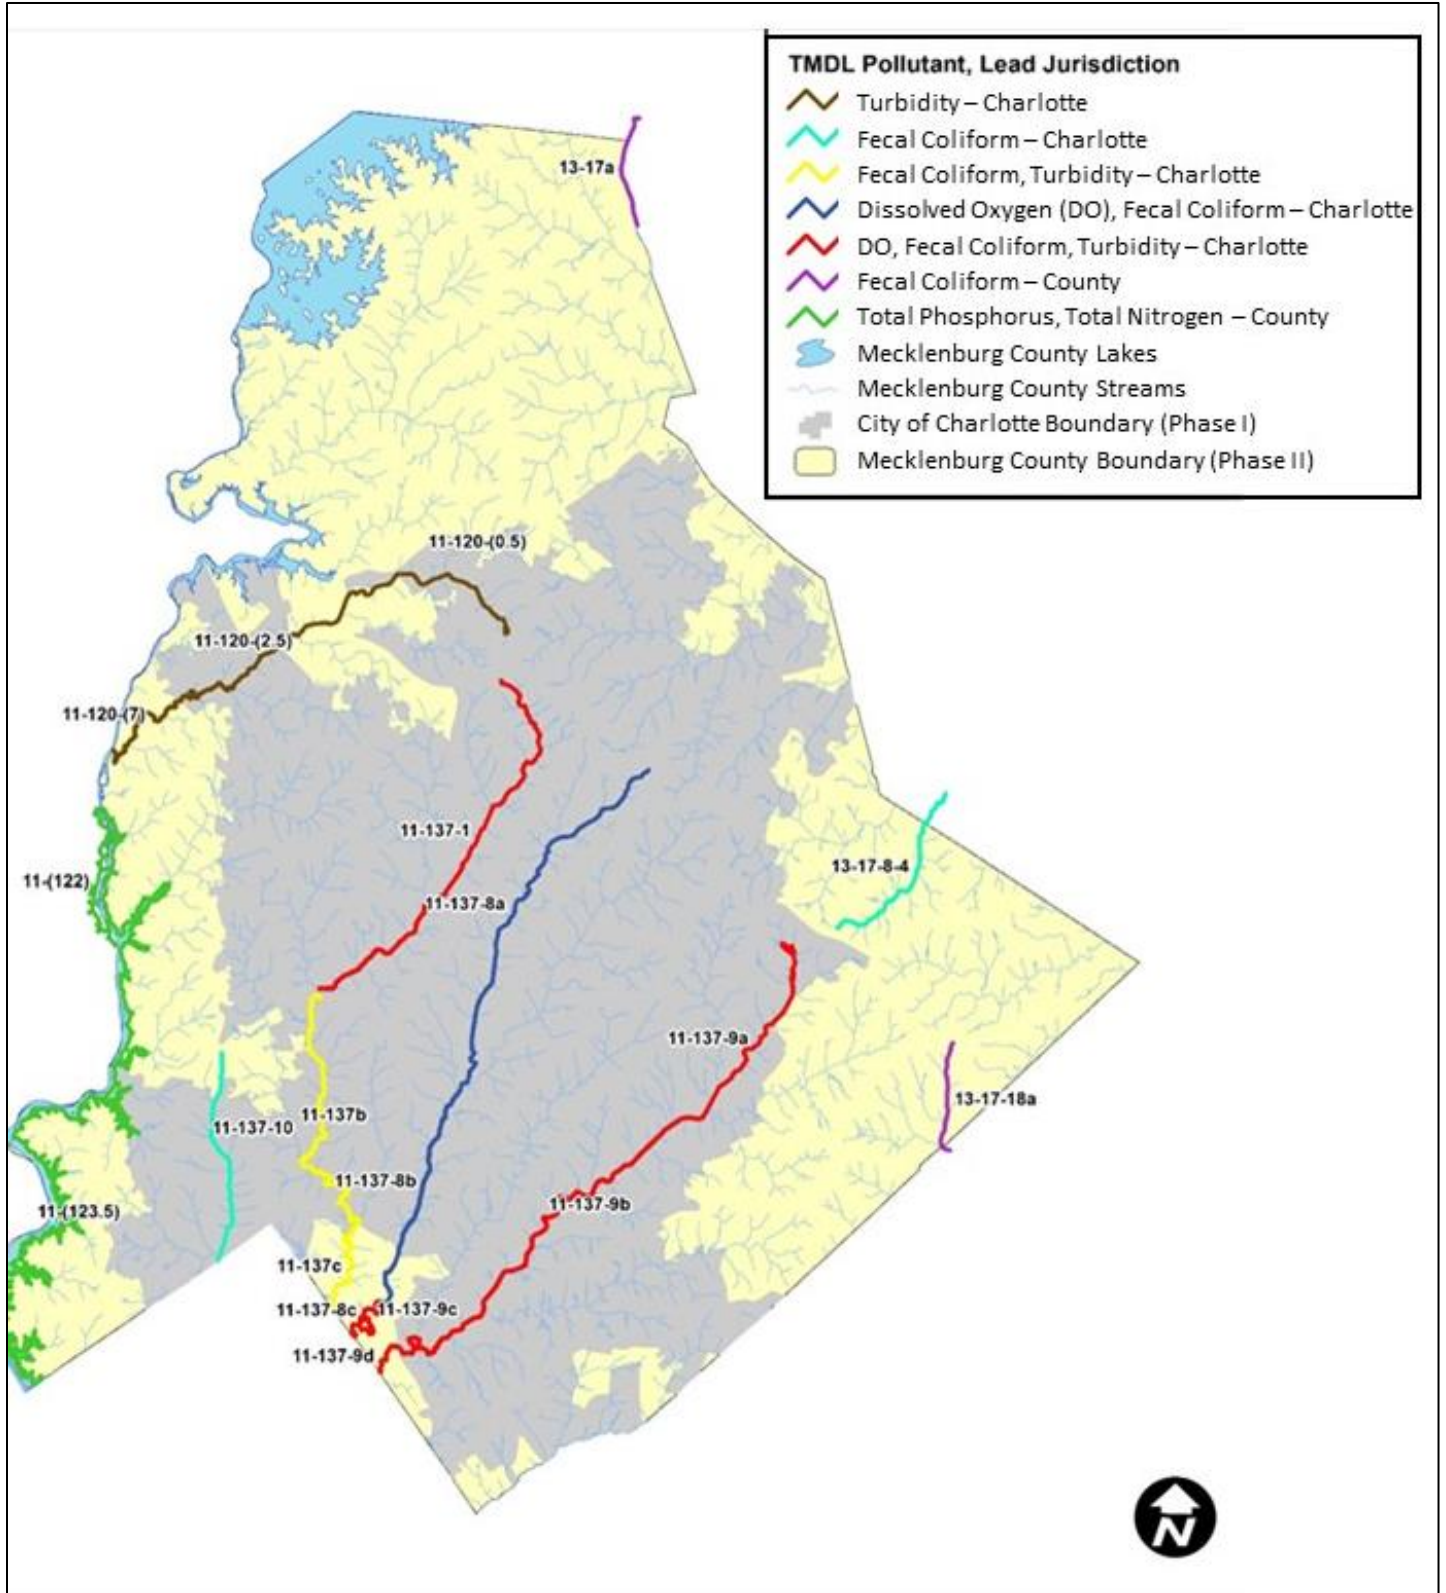 TMDL Pollutant, Lead Jurisdiction
Turbidity – Charlotte
Fecal Coliform – Charlotte
Fecal Coliform, Turbidity – Charlotte
Dissolved Oxygen (DO), Fecal Coliform – Charlotte
DO, Fecal Coliform, Turbidity – Charlotte
Fecal Coliform – County
Total Phosphorus, Total Nitrogen – County
Mecklenburg County Lakes
Mecklenburg County Streams
City of Charlotte Boundary (Phase I)
Mecklenburg County Boundary (Phase II)
13-17a
11-120-(0.5)
11-120-(2.5)
11-120-(7)
11-137-1
13-17-8-4
11-(122)
11-137-8a
11-137-9a
13-17-18a
11-137b
11-137-10
11-137-8b
11-137-9b
11-(123.5)
11-137c
11-137-8c
11-137-9c
11-137-9d
N